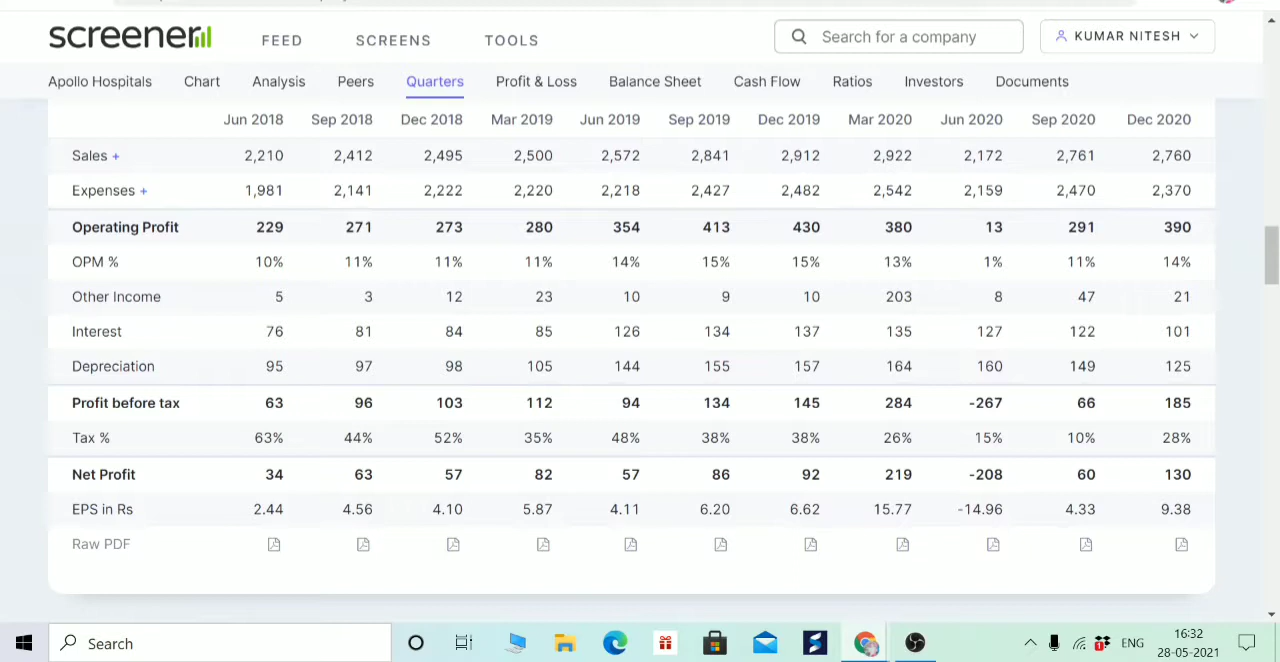 screener FEED SCREENS TOOLS Search for a company KUMAR NITESH
Apollo Hospitals Chart Analysis Peers Quarters Profit & Loss Balance Sheet Cash Flow Ratios Investors Documents
Jun 2018 Sep 2018 Dec 2018 Mar 2019 Jun 2019 Sep 2019 Dec 2019 Mar 2020 Jun 2020 Sep 2020 Dec 2020
Sales + 2,210 2,412 2,495 2,500 2,572 2,841 2,912 2,922 2,172 2,761 2,760
Expenses + 1,981 2,141 2,222 2,220 2,218 2,427 2,482 2,542 2,159 2,470 2,370
Operating Profit 229 271 273 280 354 413 430 380 13 291 390
OPM % 10% 11% 11% 11% 14% 15% 15% 13% 1% 11% 14%
Other Income 5 3 12 23 10 9 10 203 8 47 21
Interest 76 81 84 85 126 134 137 135 127 122 101
Depreciation 95 97 98 105 144 155 157 164 160 149 125
Profit before tax 63 96 103 112 94 134 145 284 -267 66 185
Tax % 63% 44% 52% 35% 48% 38% 38% 26% 15% 10% 28%
Net Profit 34 63 57 82 57 86 92 219 -208 60 130
EPS in Rs 2.44 4.56 4.10 5.87 4.11 6.20 6.62 15.77 -14.96 4.33 9.38
Raw PDF
Search ENG 16:32
28-05-2021